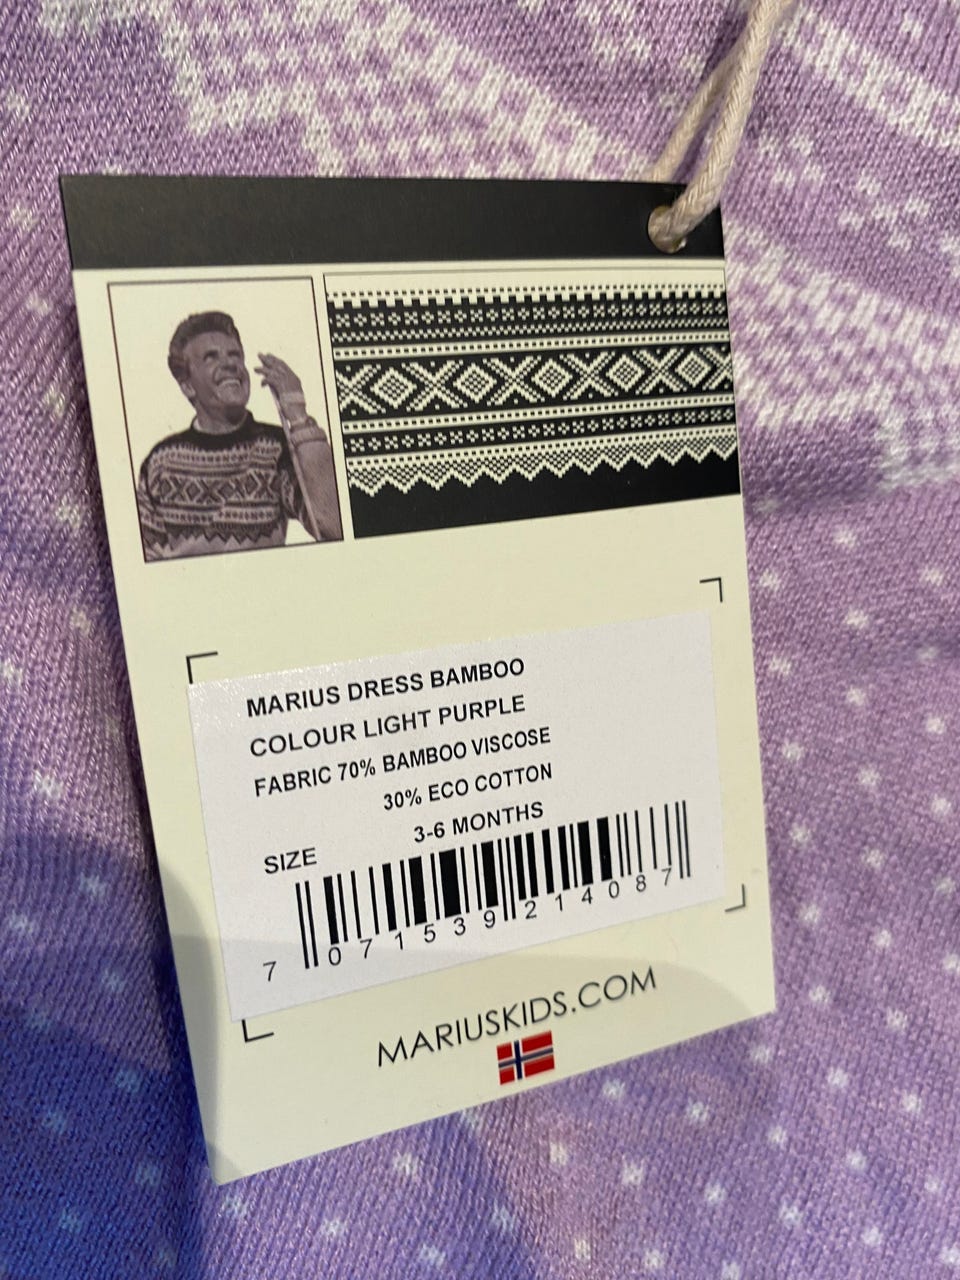 MARIUS DRESS BAMBOO
COLOUR LIGHT PURPLE
FABRIC 70% BAMBOO VISCOSE
30% ECO COTTON
SIZE 3-6 MONTHS
7 071539 214087
MARIUSKIDS.COM